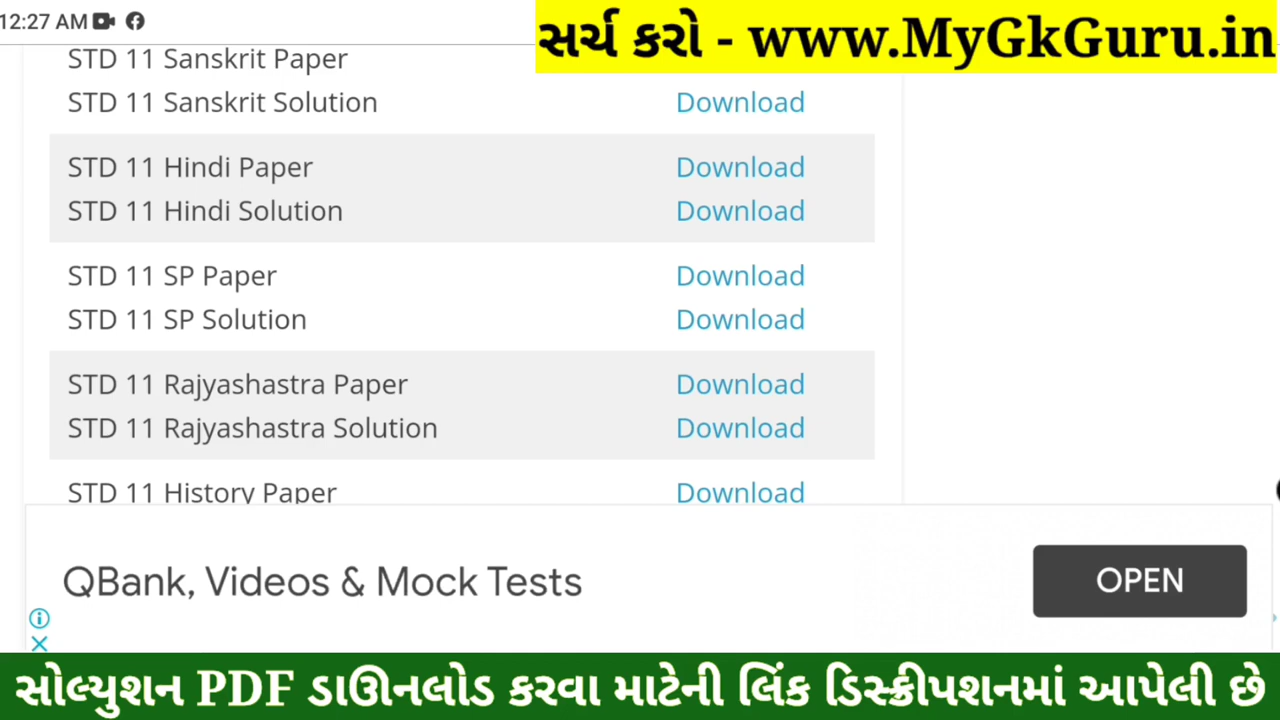 12:27 AM
સર્ચ કરો - www.MyGkGuru.in
STD 11 Sanskrit Paper
STD 11 Sanskrit Solution Download
STD 11 Hindi Paper Download
STD 11 Hindi Solution Download
STD 11 SP Paper Download
STD 11 SP Solution Download
STD 11 Rajyashastra Paper Download
STD 11 Rajyashastra Solution Download
STD 11 History Paper Download
QBank, Videos & Mock Tests
OPEN
સોલ્યુશન PDF ડાઊનલોડ કરવા માટેની લિંક ડિસ્ક્રીપશનમાં આપેલી છે